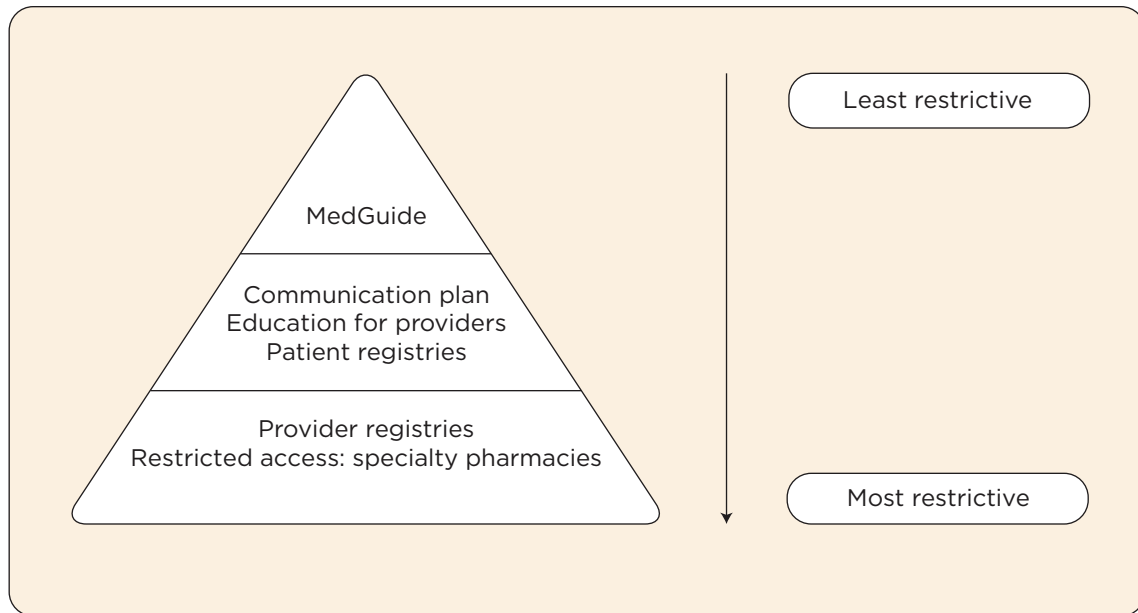 Least restrictive
MedGuide
Communication plan
Education for providers
Patient registries
Provider registries
Restricted access: specialty pharmacies
Most restrictive